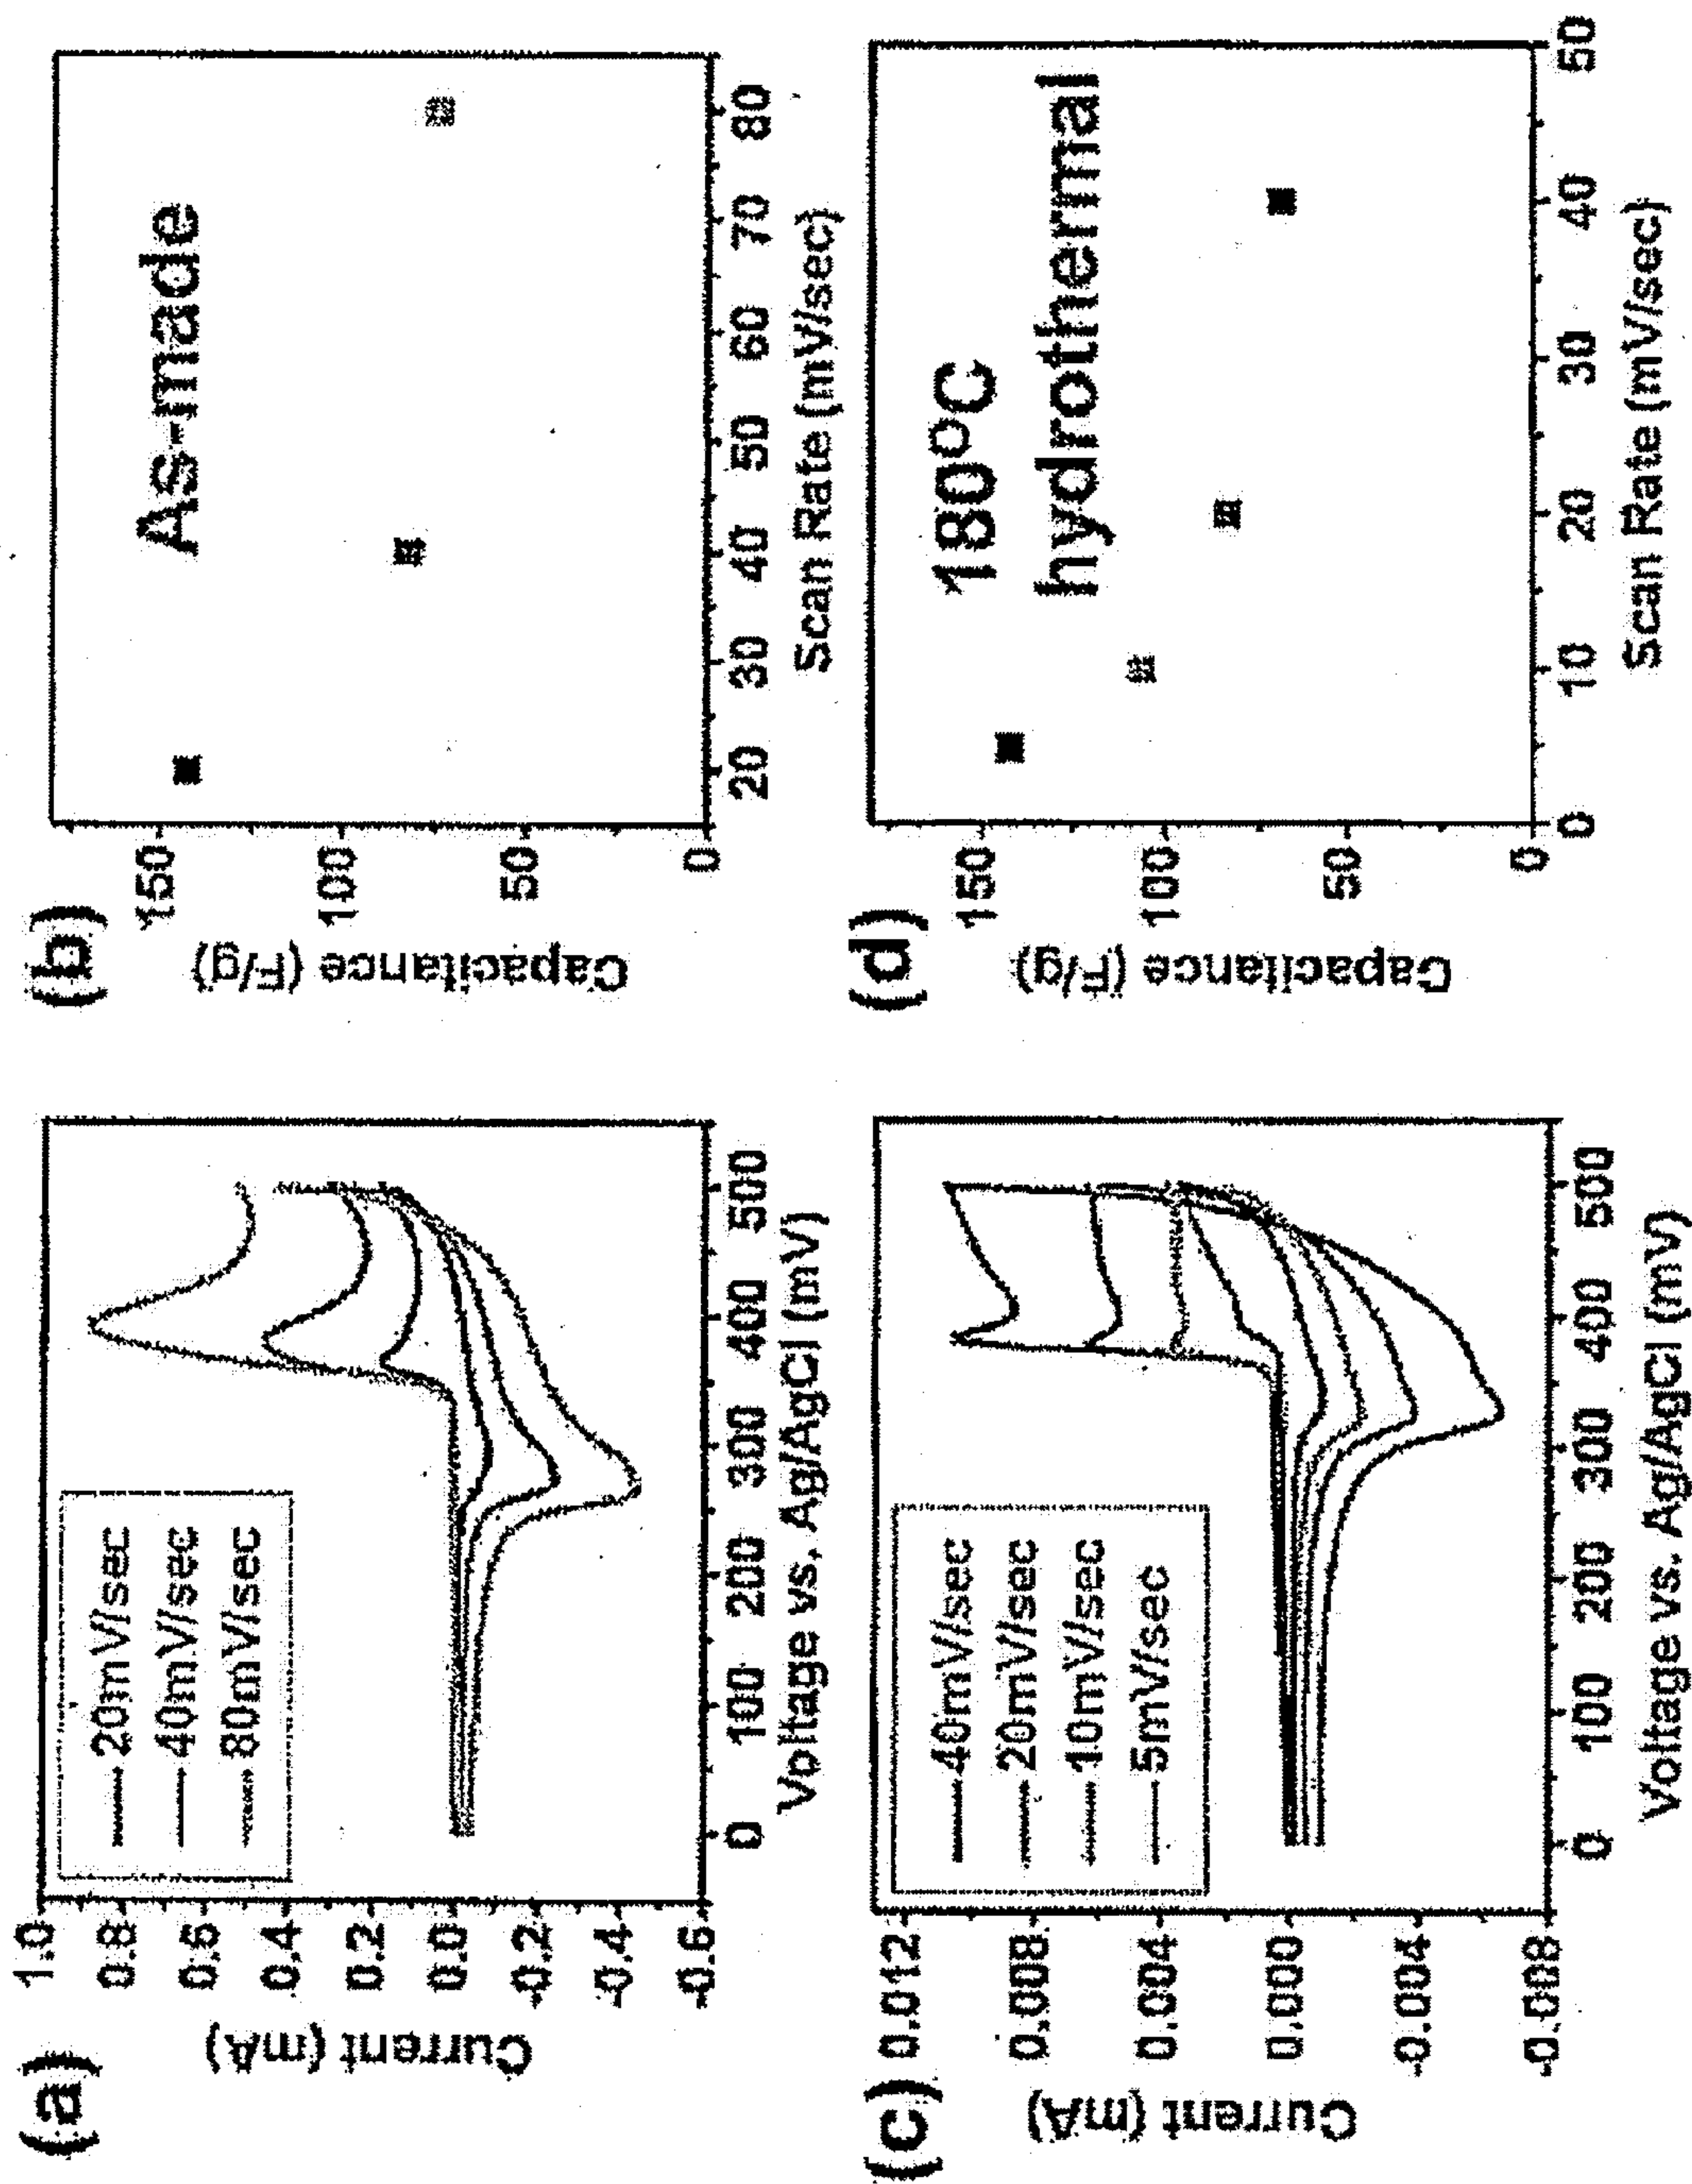 (a)
Current (mA)
1.0
0.8
0.6
0.4
0.2
0.0
-0.2
-0.4
-0.6
20mV/sec
40mV/sec
80mV/sec
0 100 200 300 400 500
Voltage vs. Ag/AgCl (mV)
(b)
Capacitance (F/g)
150
100
50
0
As-made
20 30 40 50 60 70 80
Scan Rate (mV/sec)
(c)
Current (mA)
0.012
0.008
0.004
0.000
-0.004
-0.008
40mV/sec
20mV/sec
10mV/sec
5mV/sec
0 100 200 300 400 500
Voltage vs. Ag/AgCl (mV)
(d)
Capacitance (F/g)
150
100
50
0
180ºC
hydrothermal
0 10 20 30 40 50
Scan Rate (mV/sec)